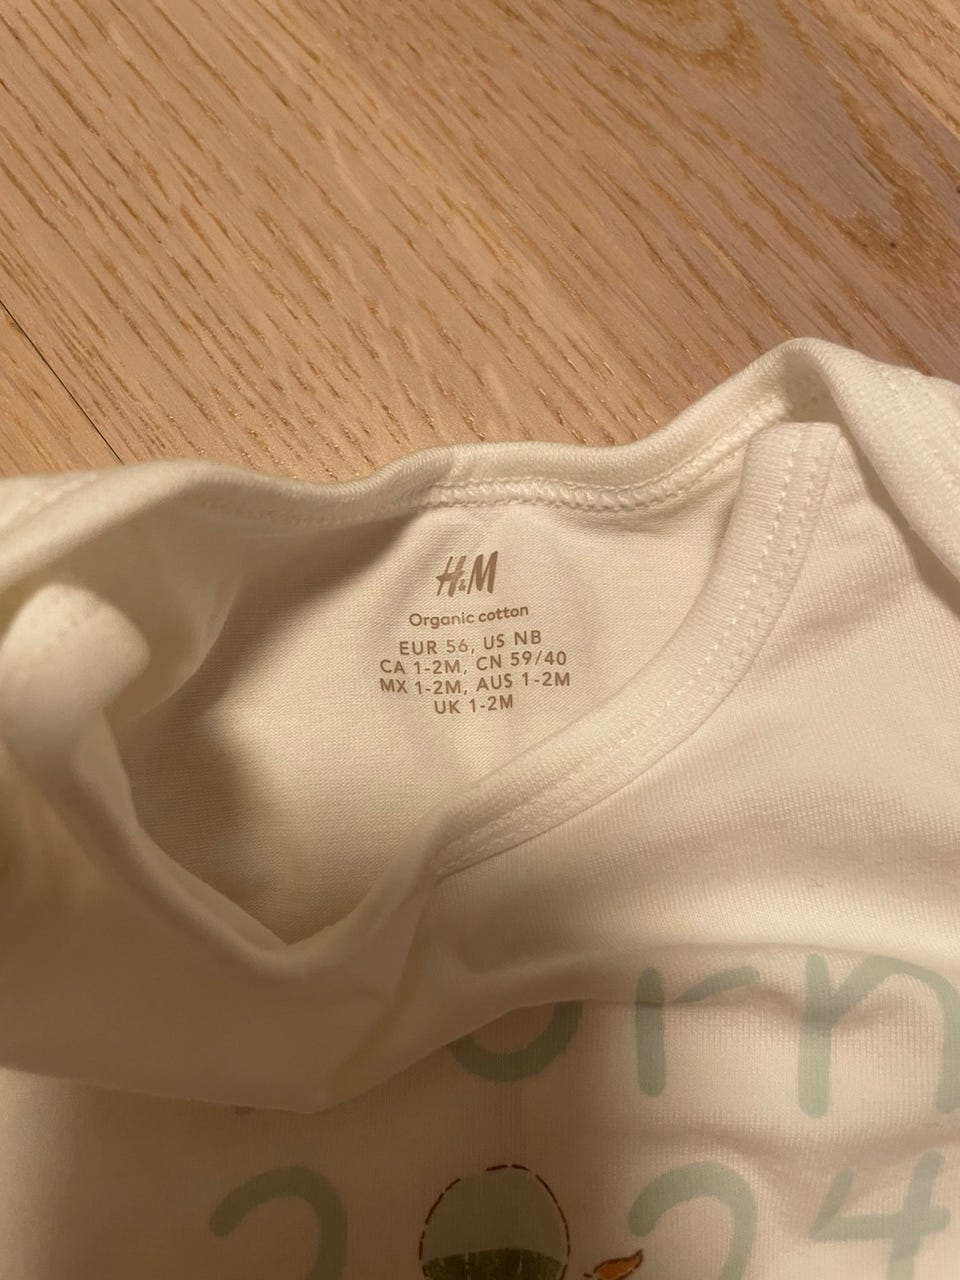 H&M
Organic cotton
EUR 56, US NB
CA 1-2M, CN 59/40
MX 1-2M, AUS 1-2M
UK 1-2M